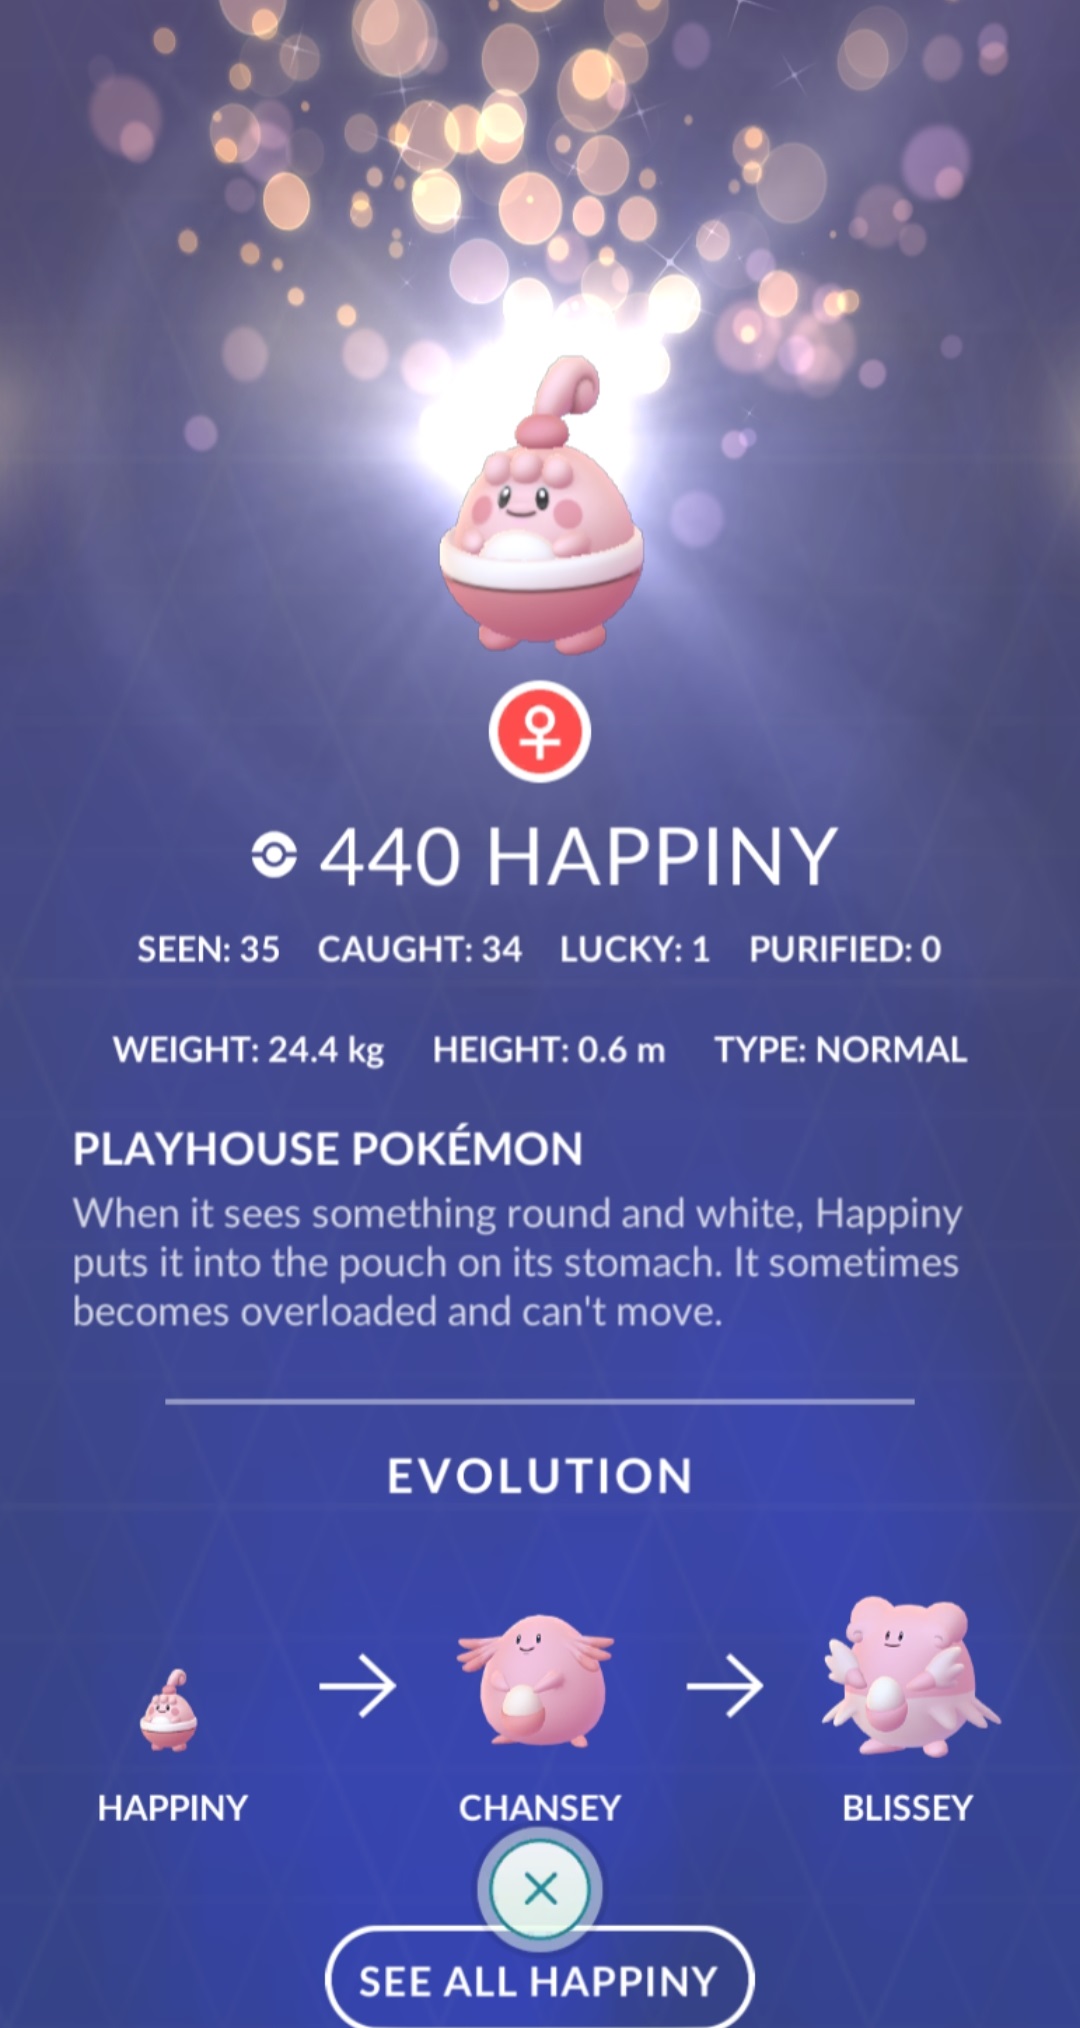 440 HAPPINY
SEEN: 35 CAUGHT: 34 LUCKY: 1 PURIFIED: 0
WEIGHT: 24.4 kg HEIGHT: 0.6 m TYPE: NORMAL
PLAYHOUSE POKÉMON
When it sees something round and white, Happiny
puts it into the pouch on its stomach. It sometimes
becomes overloaded and can't move.
EVOLUTION
HAPPINY CHANSEY BLISSEY
SEE ALL HAPPINY